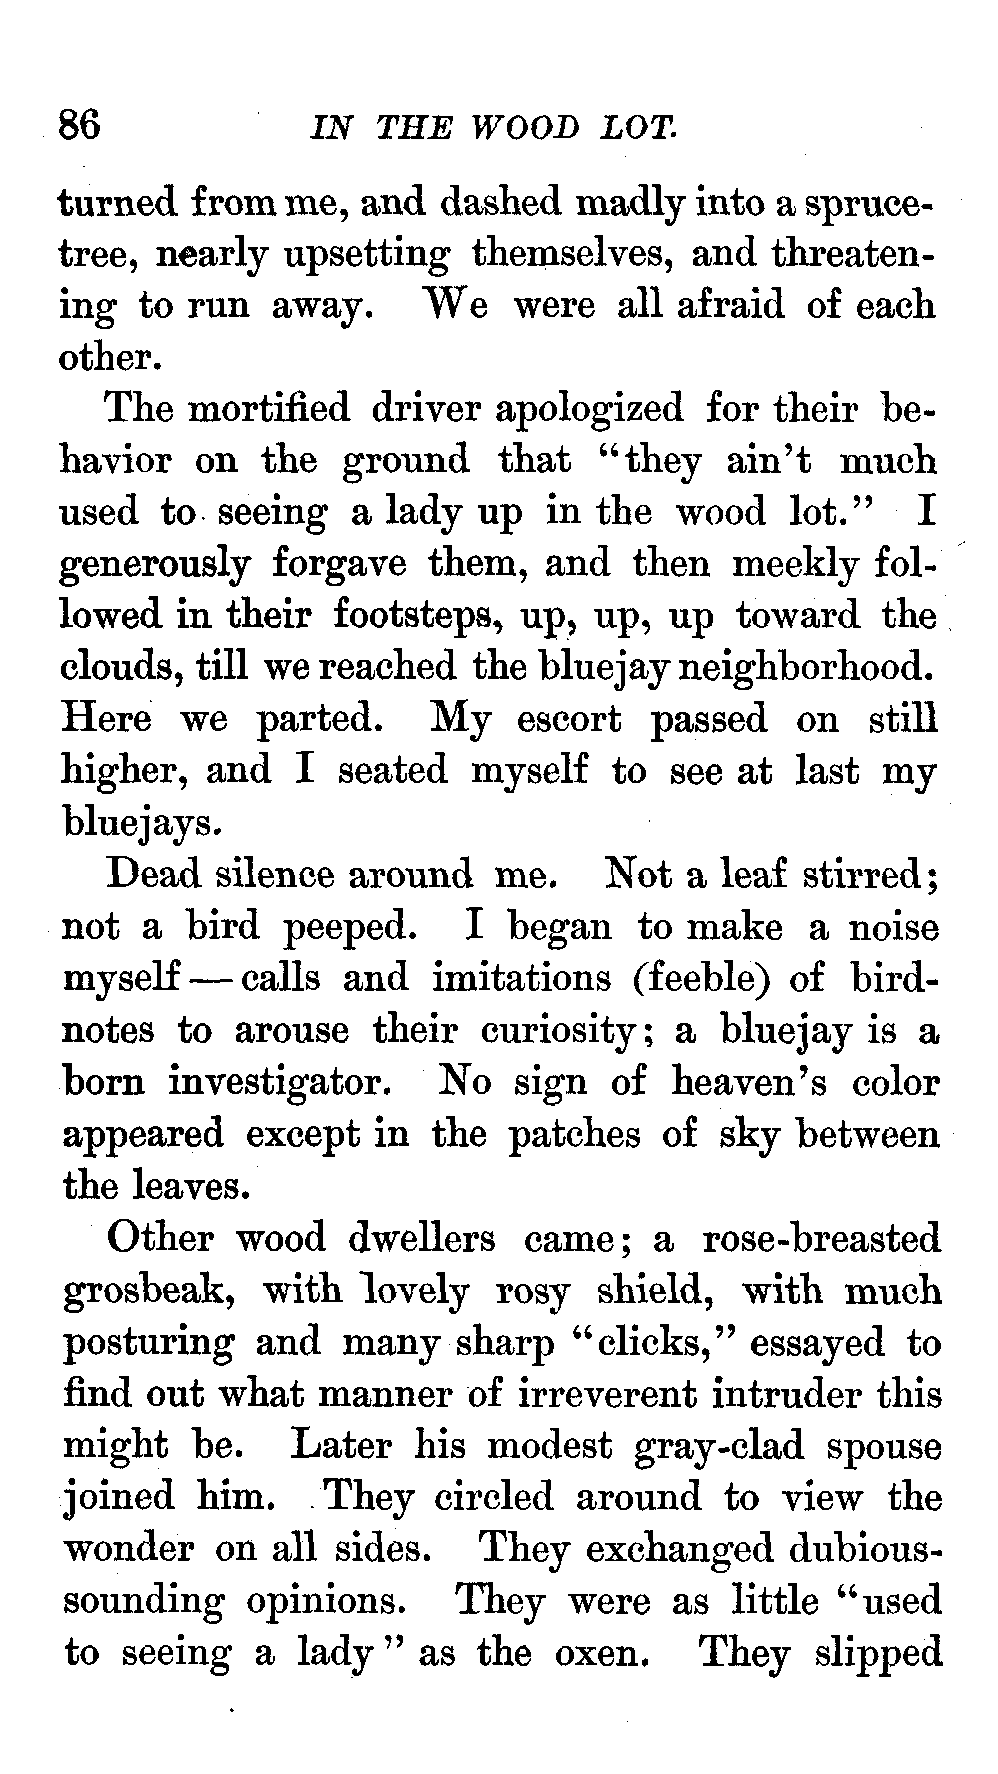 86 IN THE WOOD LOT.
turned from me, and dashed madly into a spruce-
tree, nearly upsetting themselves, and threaten-
ing to run away. We were all afraid of each
other.
The mortified driver apologized for their be-
havior on the ground that "they ain't much
used to seeing a lady up in the wood lot." I
generously forgave them, and then meekly fol-
lowed in their footsteps, up, up, up toward the
clouds, till we reached the bluejay neighborhood.
Here we parted. My escort passed on still
higher, and I seated myself to see at last my
bluejays.
Dead silence around me. Not a leaf stirred;
not a bird peeped. I began to make a noise
myself — calls and imitations (feeble) of bird-
notes to arouse their curiosity; a bluejay is a
born investigator. No sign of heaven's color
appeared except in the patches of sky between
the leaves.
Other wood dwellers came; a rose-breasted
grosbeak, with lovely rosy shield, with much
posturing and many sharp "clicks," essayed to
find out what manner of irreverent intruder this
might be. Later his modest gray-clad spouse
joined him. They circled around to view the
wonder on all sides. They exchanged dubious-
sounding opinions. They were as little "used
to seeing a lady" as the oxen. They slipped